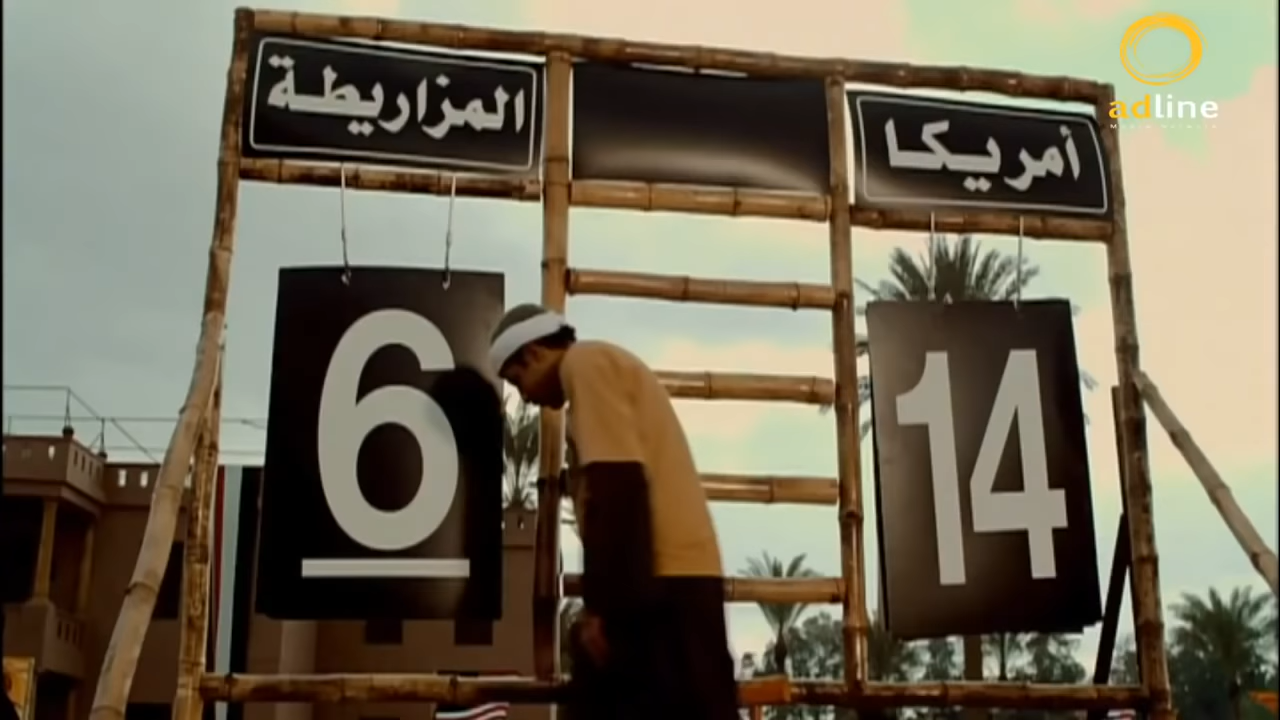 المزاريطة
أمريكا
6
14
adline